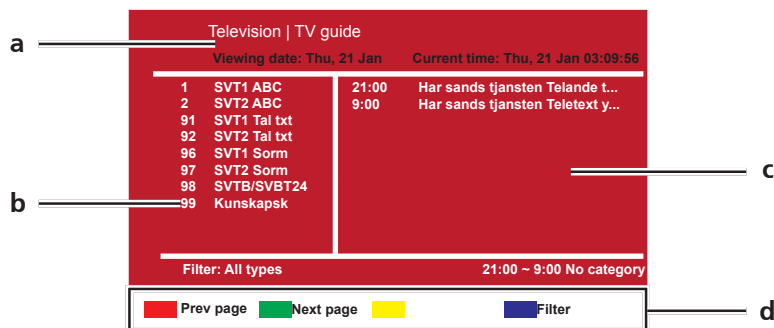 Television | TV guide
a
Viewing date: Thu, 21 Jan Current time: Thu, 21 Jan 03:09:56
1 SVT1 ABC 21:00 Har sands tjansten Telande t...
2 SVT2 ABC 9:00 Har sands tjansten Teletext y...
91 SVT1 Tal txt
92 SVT2 Tal txt
96 SVT1 Sorm
97 SVT2 Sorm
c
98 SVTB/SVBT24
b 99 Kunskapsk
Filter: All types 21:00 ~ 9:00 No category
Prev page Next page Filter
d